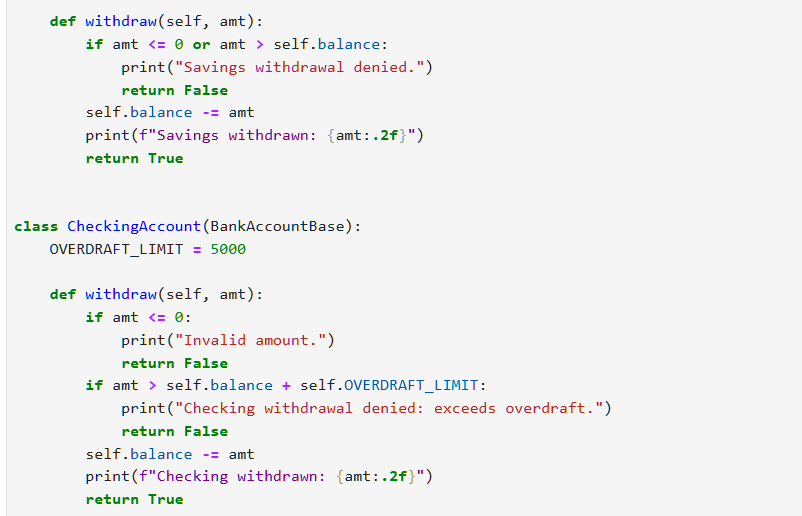 def withdraw(self, amt):
        if amt <= 0 or amt > self.balance:
            print("Savings withdrawal denied.")
            return False
        self.balance -= amt
        print(f"Savings withdrawn: {amt:.2f}")
        return True
class CheckingAccount(BankAccountBase):
    OVERDRAFT_LIMIT = 5000
    def withdraw(self, amt):
        if amt <= 0:
            print("Invalid amount.")
            return False
        if amt > self.balance + self.OVERDRAFT_LIMIT:
            print("Checking withdrawal denied: exceeds overdraft.")
            return False
        self.balance -= amt
        print(f"Checking withdrawn: {amt:.2f}")
        return True